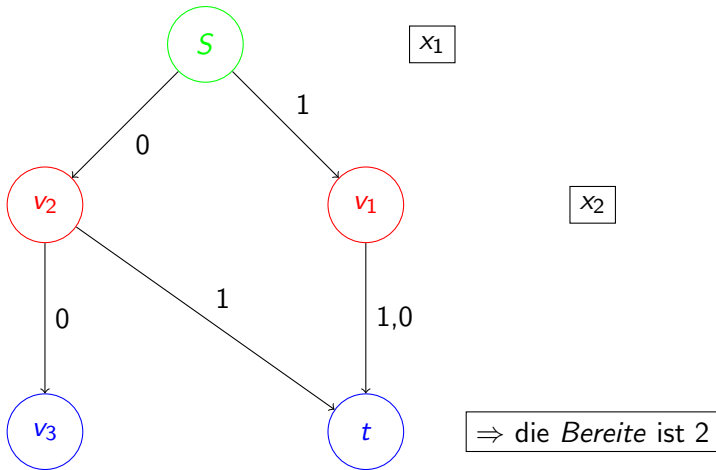 S
x1
0
1
v2
v1
x2
0
1
1,0
v3
t
⇒ die Bereite ist 2